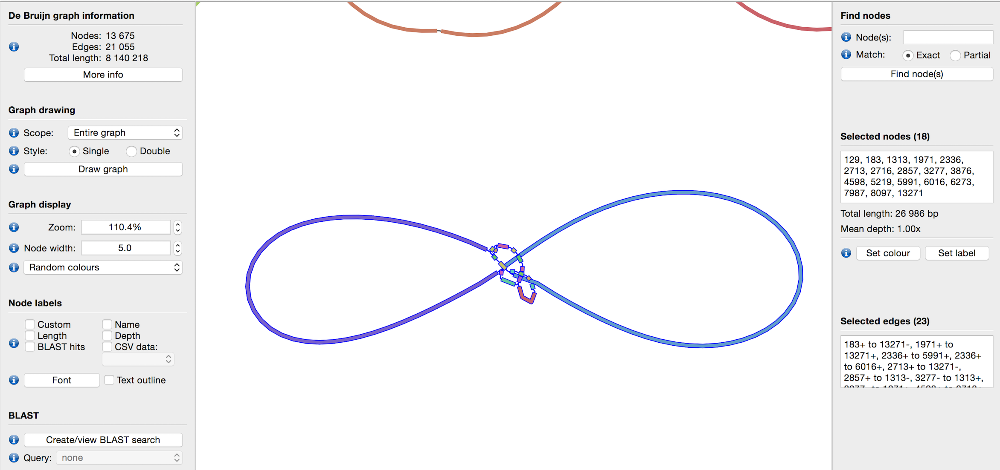 De Bruijn graph information
Nodes: 13 675
Edges: 21 055
Total length: 8 140 218
More info
Graph drawing
Scope: Entire graph
Style: Single Double
Draw graph
Graph display
Zoom: 110.4%
Node width: 5.0
Random colours
Node labels
Custom Name
Length Depth
BLAST hits CSV data:
Font Text outline
BLAST
Create/view BLAST search
Query: none
Find nodes
Node(s):
Match: Exact Partial
Find node(s)
Selected nodes (18)
129, 183, 1313, 1971, 2336,
2713, 2716, 2857, 3277, 3876,
4598, 5219, 5991, 6016, 6273,
7987, 8097, 13271
Total length: 26 986 bp
Mean depth: 1.00x
Set colour Set label
Selected edges (23)
183+ to 13271-, 1971+ to
13271+, 2336+ to 5991+, 2336+
to 6016+, 2713+ to 13271-,
2857+ to 1313-, 3277- to 1313+,